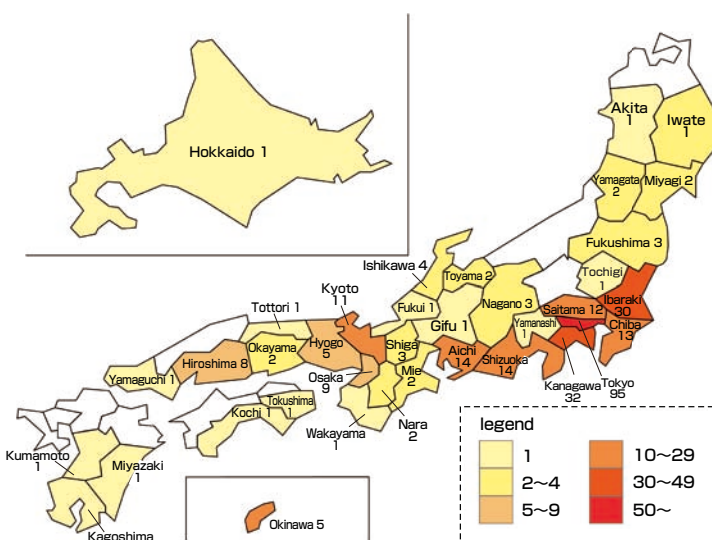 Hokkaido 1
Akita
1
Iwate
1
Yamagata
2
Miyagi 2
Fukushima 3
Ishikawa 4
Toyama 2
Tochigi
1
Ibaraki
30
Kyoto
11
Tottori 1
Fukui 1
Nagano 3
Gifu 1
Saitama 12
Yamanashi
1
Chiba
13
Hyogo
5
Okayama
2
Hiroshima 8
Shiga
3
Aichi
14
Shizuoka
14
Kanagawa
32
Tokyo
95
Yamaguchi 1
Osaka
9
Mie
2
Tokushima
1
Kochi 1
Wakayama
1
Nara
2
Kumamoto
1
Miyazaki
1
Kagoshima
Okinawa 5
legend
1
2～4
5～9
10～29
30～49
50～